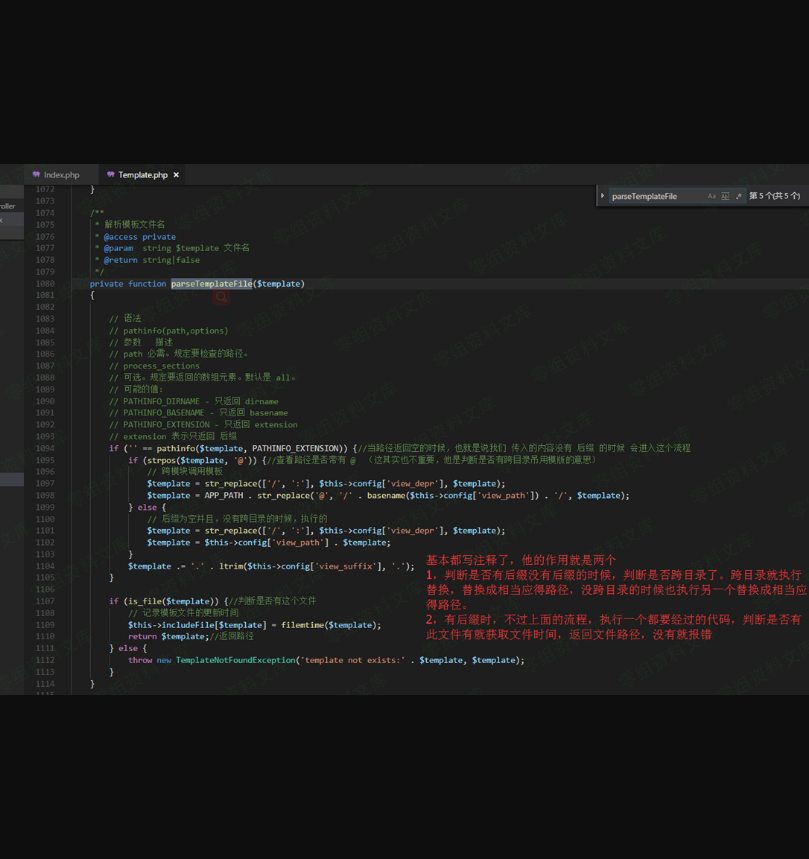 Index.php
Template.php ×
parseTemplateFile
Aa
第 5 个(共 5 个)
roller
1072 }
1073
1074 /**
1075 * 解析模板文件名
1076 * @access private
1077 * @param string $template 文件名
1078 * @return string|false
1079 */
1080 private function parseTemplateFile($template)
1081 {
1082
1083 // 语法
1084 // pathinfo(path,options)
1085 // 参数 描述
1086 // path 必需。规定要检查的路径。
1087 // process_sections
1088 // 可选。规定要返回的数组元素。默认是 all。
1089 // 可能的值:
1090 // PATHINFO_DIRNAME - 只返回 dirname
1091 // PATHINFO_BASENAME - 只返回 basename
1092 // PATHINFO_EXTENSION - 只返回 extension
1093 // extension 表示只返回 后缀
1094 if ('' == pathinfo($template, PATHINFO_EXTENSION)) {//当路径返回空的时候，也就是说我们 传入的内容没有 后缀 的时候 会进入这个流程
1095 if (strpos($template, '@')) {//查看路径是否带有 @ （这其实也不重要，他是判断是否有跨目录吊用模版的意思）
1096 // 跨模块调用模板
1097 $template = str_replace(['/', ':'], $this->config['view_depr'], $template);
1098 $template = APP_PATH . str_replace('@', '/' . basename($this->config['view_path']) . '/', $template);
1099 } else {
1100 // 后缀为空并且，没有跨目录的时候，执行的
1101 $template = str_replace(['/', ':'], $this->config['view_depr'], $template);
1102 $template = $this->config['view_path'] . $template;
1103 }
1104 $template .= '.' . ltrim($this->config['view_suffix'], '.');
1105 }
1106
1107 if (is_file($template)) {//判断是否有这个文件
1108 // 记录模板文件的更新时间
1109 $this->includeFile[$template] = filemtime($template);
1110 return $template;//返回路径
1111 } else {
1112 throw new TemplateNotFoundException('template not exists:' . $template, $template);
1113 }
1114 }
1115
基本都写注释了，他的作用就是两个
1，判断是否有后缀没有后缀的时候，判断是否跨目录了。跨目录就执行
替换，替换成相当应得路径，没跨目录的时候也执行另一个替换成相当应
得路径。
2，有后缀时，不过上面的流程，执行一个都要经过的代码，判断是否有
此文件有就获取文件时间，返回文件路径，没有就报错